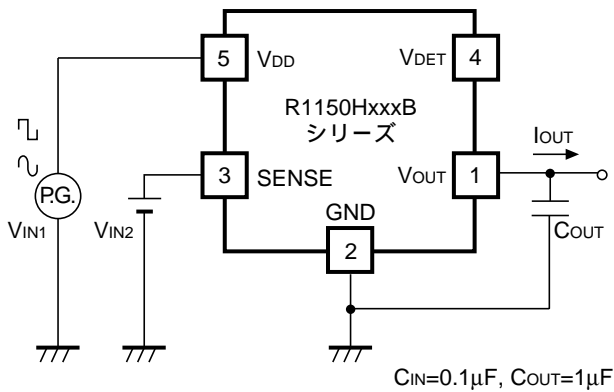 5 VDD
VDET 4
R1150HxxxB
シリーズ
IOUT
P.G.
3 SENSE
VOUT 1
VIN1
VIN2
GND
2
COUT
CIN=0.1μF, COUT=1μF